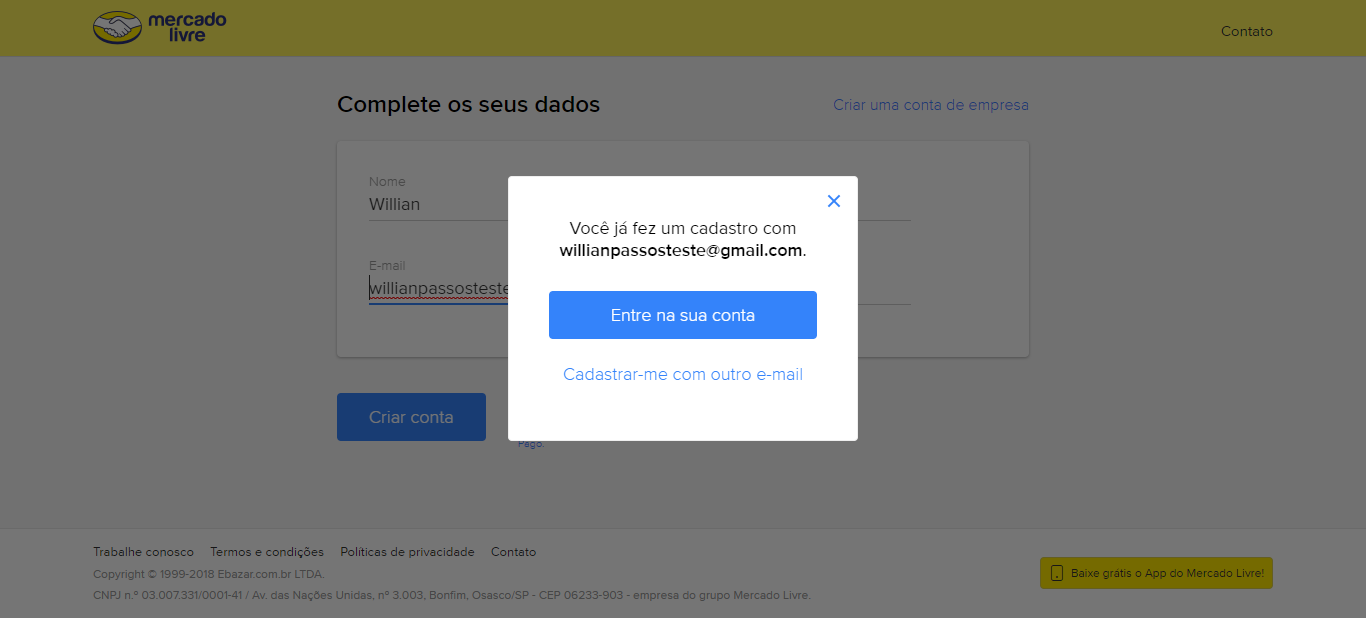 mercado
livre
Contato
Complete os seus dados
Criar uma conta de empresa
Nome
Willian
E-mail
willianpassosteste
Você já fez um cadastro com
willianpassosteste@gmail.com.
Entre na sua conta
Cadastrar-me com outro e-mail
Criar conta
Pago.
Trabalhe conosco Termos e condições Políticas de privacidade Contato
Copyright © 1999-2018 Ebazar.com.br LTDA.
CNPJ n.º 03.007.331/0001-41 / Av. das Nações Unidas, nº 3.003, Bonfim, Osasco/SP - CEP 06233-903 - empresa do grupo Mercado Livre.
Baixe grátis o App do Mercado Livre!